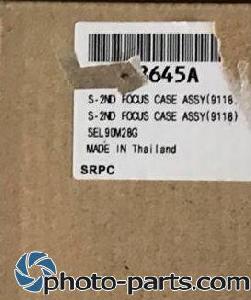 3645A
S-2ND FOCUS CASE ASSY(9118
S-2ND FOCUS CASE ASSY(9118)
SEL90M28G
MADE IN Thailand
SRPC
photo-parts.com